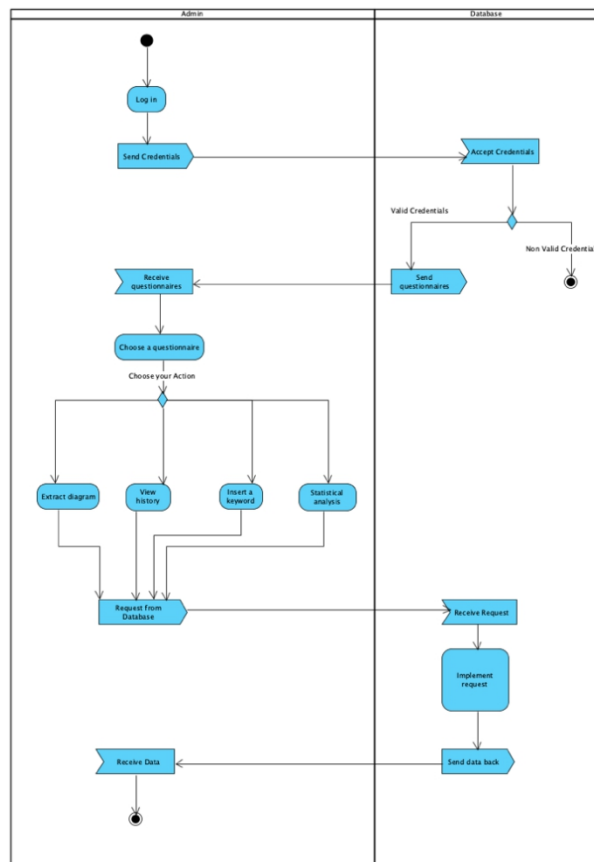 Admin
Database
Log in
Send Credentials
Accept Credentials
Valid Credentials
Non Valid Credential
Receive
questionnaires
Send
questionnaires
Choose a questionnaire
Choose your Action
Extract diagram
View
history
Insert a
keyword
Statistical
analysis
Request from
Database
Receive Request
Implement
request
Receive Data
Send data back